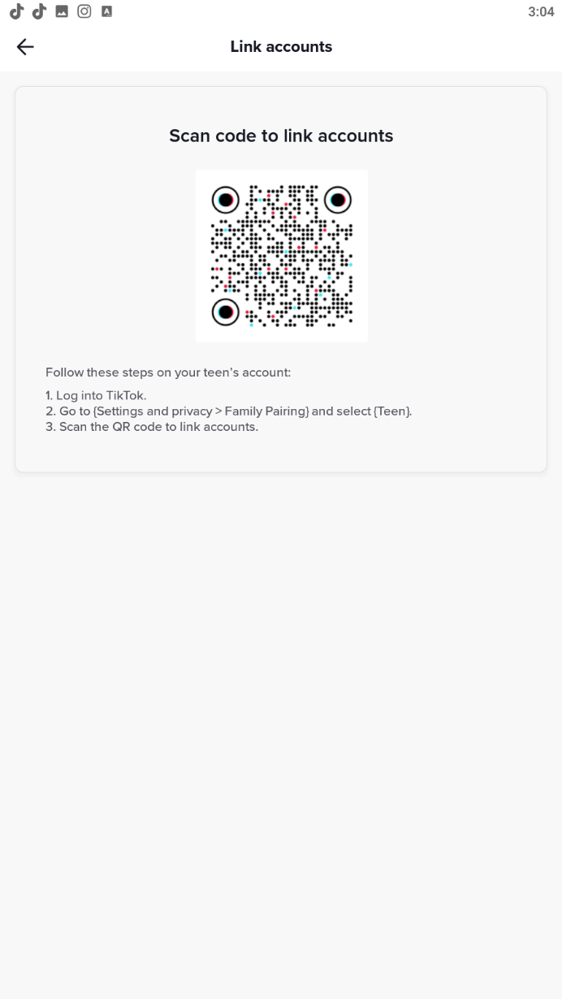 3:04
Link accounts
Scan code to link accounts
Follow these steps on your teen’s account:
1. Log into TikTok.
2. Go to {Settings and privacy > Family Pairing} and select {Teen}.
3. Scan the QR code to link accounts.